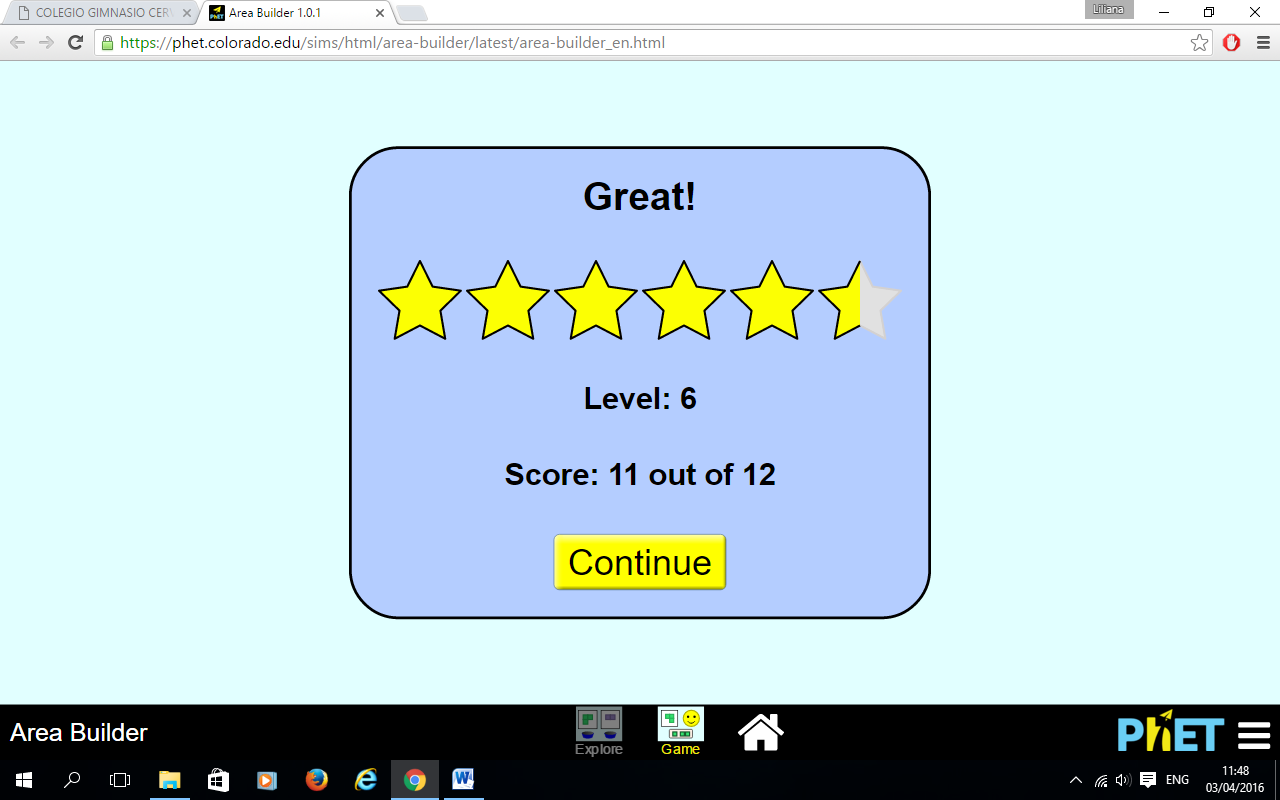 COLEGIO GIMNASIO CERV
Area Builder 1.0.1
Liliana
https://phet.colorado.edu/sims/html/area-builder/latest/area-builder_en.html
Great!
Level: 6
Score: 11 out of 12
Continue
Area Builder
Explore
Game
PhET
ENG
11:48
03/04/2016